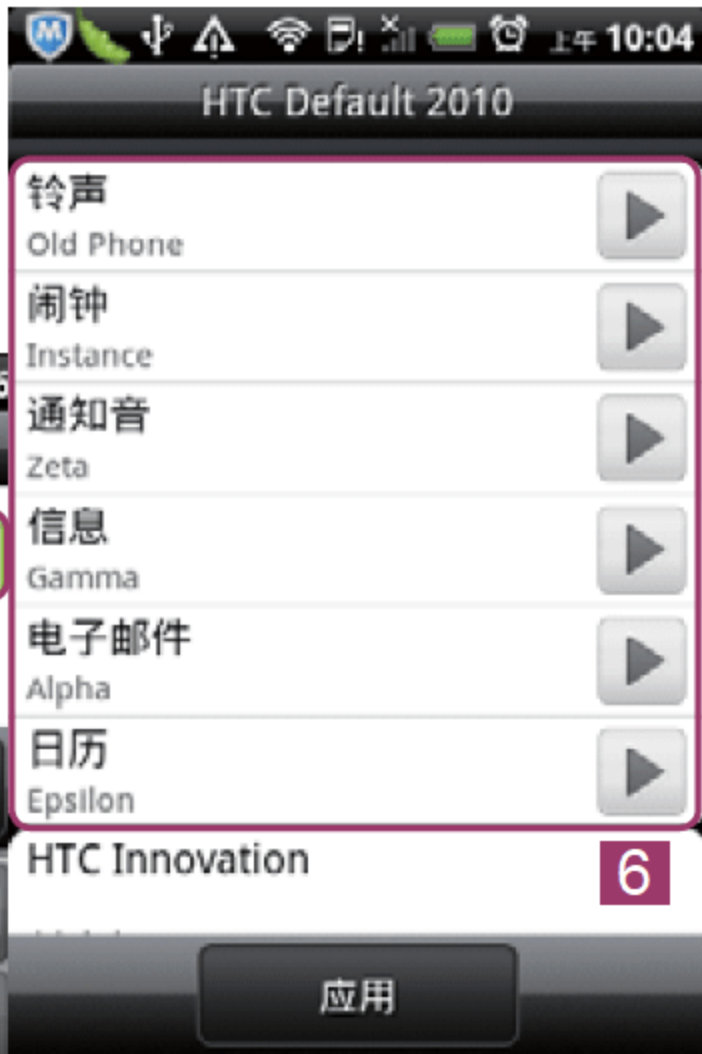 M
上午 10:04
HTC Default 2010
铃声
Old Phone
闹钟
Instance
通知音
Zeta
信息
Gamma
电子邮件
Alpha
日历
Epsilon
HTC Innovation
6
应用